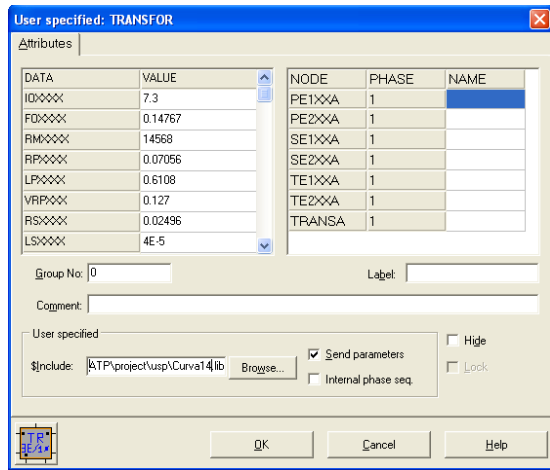 User specified: TRANSFOR
Attributes
DATA VALUE
IOXXXX 7.3
FOXXXX 0.14767
RMXXXX 14568
RPXXXX 0.07056
LPXXXX 0.6108
VRPXXX 0.127
RSXXXX 0.02496
LSXXXX 4E-5
NODE PHASE NAME
PE1XXA 1
PE2XXA 1
SE1XXA 1
SE2XXA 1
TE1XXA 1
TE2XXA 1
TRANSA 1
Group No: 0 Label:
Comment:
User specified
$Include: ATP\project\usp\Curva14.lib Browse...
Send parameters
Internal phase seq.
Hide
Lock
TR
OK Cancel Help